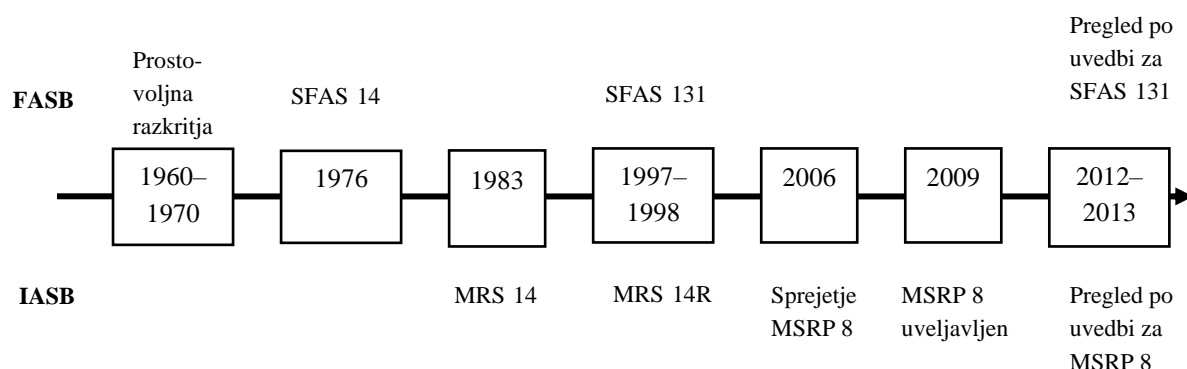 Prosto-
voljna
razkritja
Pregled po
uvedbi za
SFAS 131
FASB
SFAS 14
SFAS 131
1960–
1970
1976
1983
1997–
1998
2006
2009
2012–
2013
IASB
MRS 14
MRS 14R
Sprejetje
MSRP 8
MSRP 8
uveljavljen
Pregled po
uvedbi za
MSRP 8